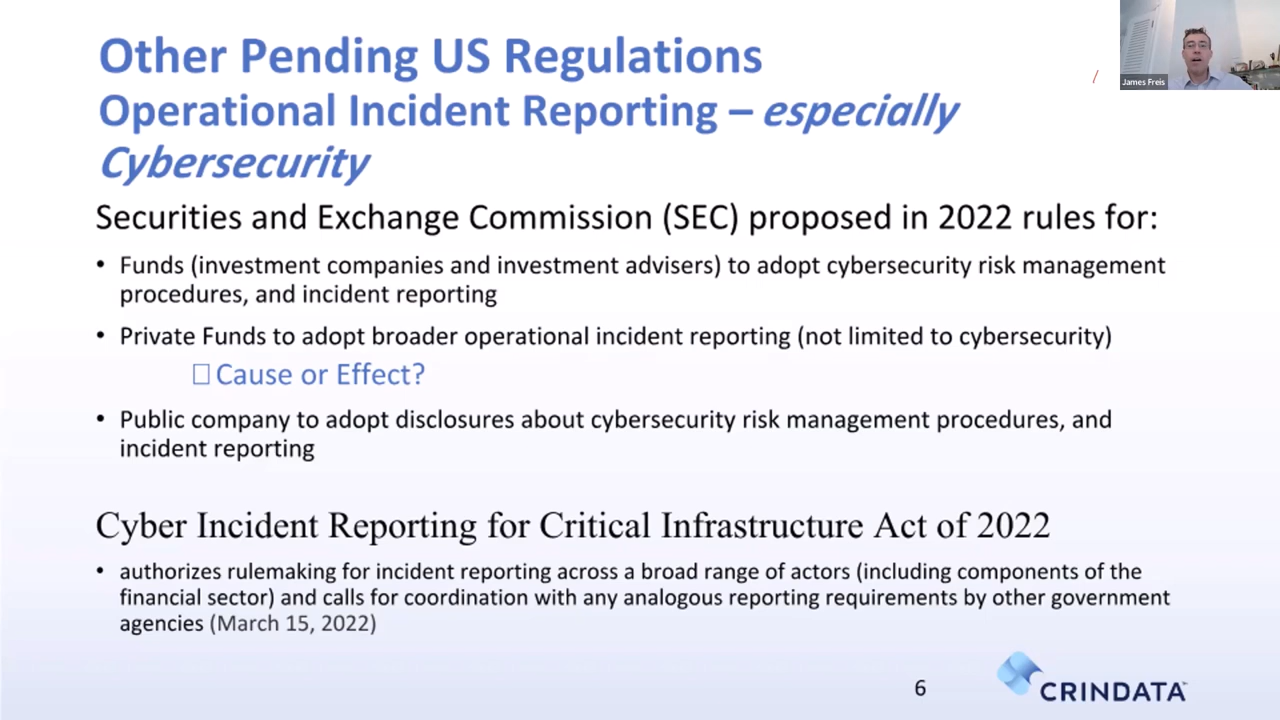 Other Pending US Regulations
Operational Incident Reporting – especially
Cybersecurity
James Freis
Securities and Exchange Commission (SEC) proposed in 2022 rules for:
• Funds (investment companies and investment advisers) to adopt cybersecurity risk management
procedures, and incident reporting
• Private Funds to adopt broader operational incident reporting (not limited to cybersecurity)
□ Cause or Effect?
• Public company to adopt disclosures about cybersecurity risk management procedures, and
incident reporting
Cyber Incident Reporting for Critical Infrastructure Act of 2022
• authorizes rulemaking for incident reporting across a broad range of actors (including components of the
financial sector) and calls for coordination with any analogous reporting requirements by other government
agencies (March 15, 2022)
6
CRINDATA™